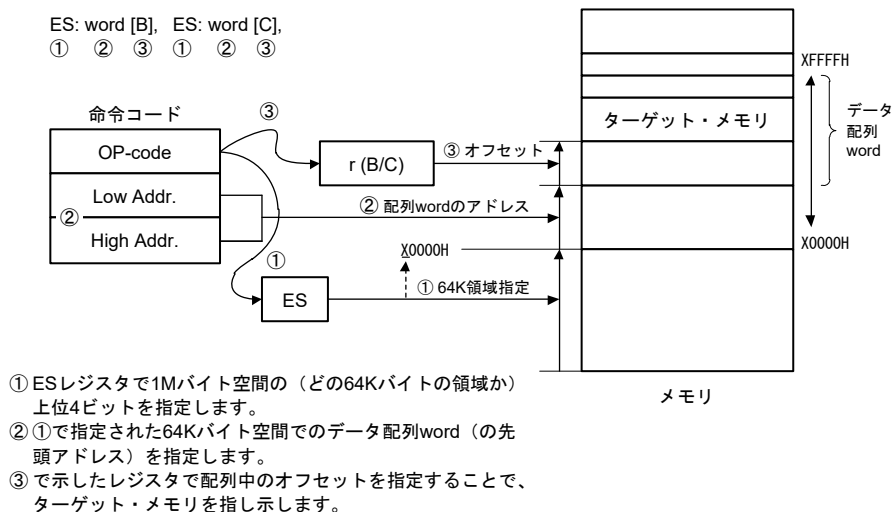 ES: word [B], ES: word [C],
① ② ③ ① ② ③
命令コード
OP-code
Low Addr.
②
High Addr.
③
r (B/C)
③ オフセット
② 配列wordのアドレス
①
X0000H
ES
① 64K領域指定
ターゲット・メモリ
XFFFFH
データ
配列
word
X0000H
メモリ
① ESレジスタで1Mバイト空間の（どの64Kバイトの領域か）
上位4ビットを指定します。
② ①で指定された64Kバイト空間でのデータ配列word（の先
頭アドレス）を指定します。
③ で示したレジスタで配列中のオフセットを指定することで、
ターゲット・メモリを指し示します。